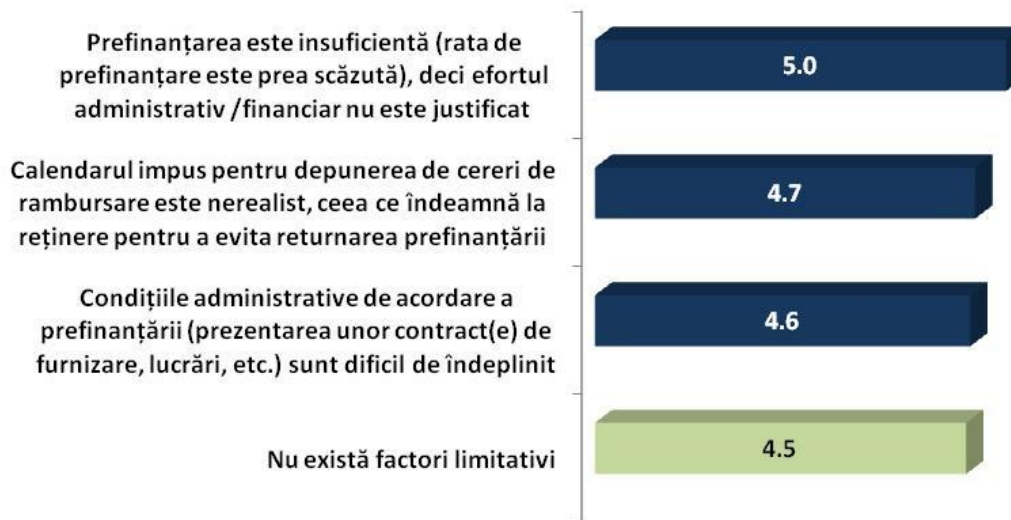 Prefinanțarea este insuficientă (rata de
prefinanțare este prea scăzută), deci efortul
administrativ /financiar nu este justificat
5.0
Calendarul impus pentru depunerea de cereri de
rambursare este nerealist, ceea ce îndeamnă la
reținere pentru a evita returnarea prefinanțării
4.7
Condițiile administrative de acordare a
prefinanțării (prezentarea unor contract(e) de
furnizare, lucrări, etc.) sunt dificil de îndeplinit
4.6
Nu există factori limitativi
4.5